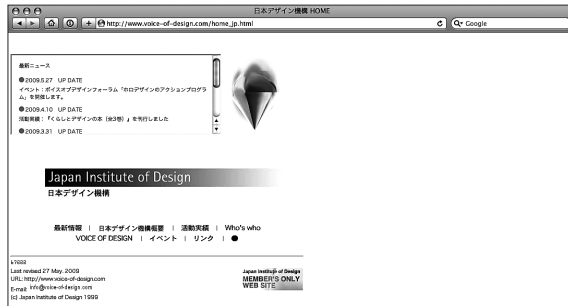 日本デザイン機構 HOME
http://www.voice-of-design.com/home_jp.html
Google
最新ニュース
●2009.5.27 UP DATE
イベント：ボイスオブデザインフォーラム「ホロデザインのアクションプログラ
ム」を開催します。
●2009.4.10 UP DATE
活動実績：『くらしとデザインの本（全3巻）』を刊行しました
●2009.3.31 UP DATE
Japan Institute of Design
日本デザイン機構
最新情報 | 日本デザイン機構概要 | 活動実績 | Who's who
VOICE OF DESIGN | イベント | リンク | ●
Last revised 27 May. 2009
URL: http://www.voice-of-design.com
E-mail: info@voice-of-design.com
(c) Japan Institute of Design 1999
Japan Institute of Design
MEMBER'S ONLY
WEB SITE